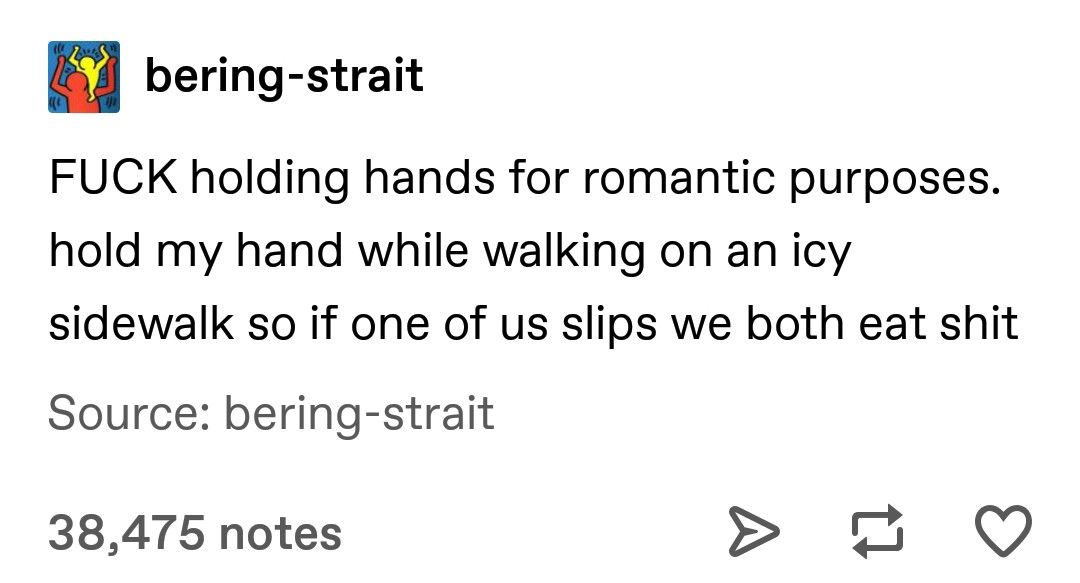 bering-strait
FUCK holding hands for romantic purposes.
hold my hand while walking on an icy
sidewalk so if one of us slips we both eat shit
Source: bering-strait
38,475 notes